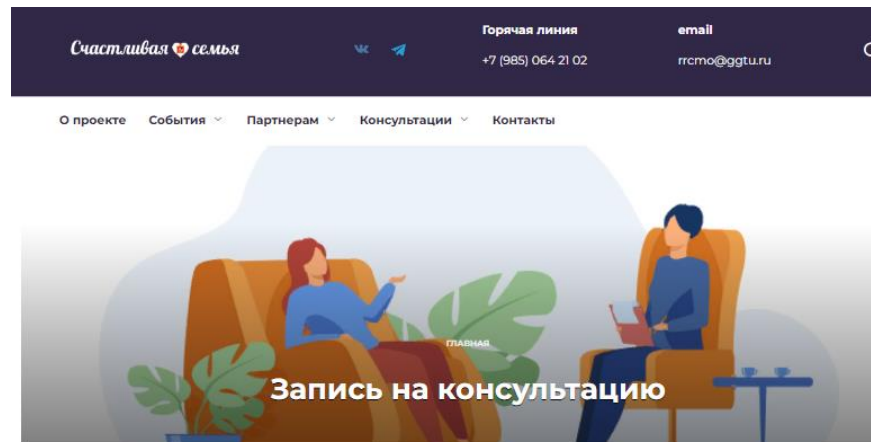 Счастливая семья
Горячая линия
+7 (985) 064 21 02
email
rrcmo@ggtu.ru
О проекте События Партнерам Консультации Контакты
ГЛАВНАЯ
Запись на консультацию